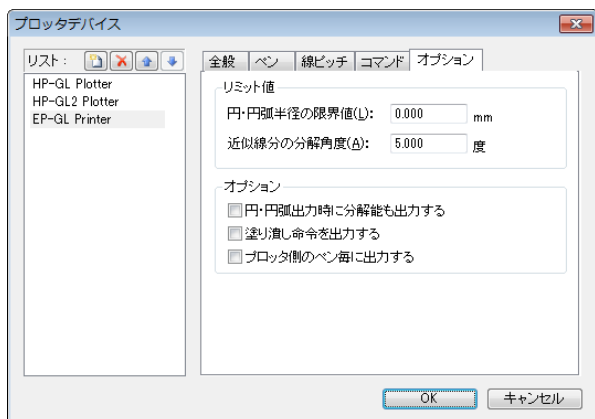 プロッタデバイス
リスト:
HP-GL Plotter
HP-GL2 Plotter
EP-GL Printer
全般 ペン 線ピッチ コマンド オプション
リミット値
円・円弧半径の限界値(L): 0.000 mm
近似線分の分解角度(A): 5.000 度
オプション
円・円弧出力時に分解能も出力する
塗り潰し命令を出力する
プロッタ側のペン毎に出力する
OK キャンセル